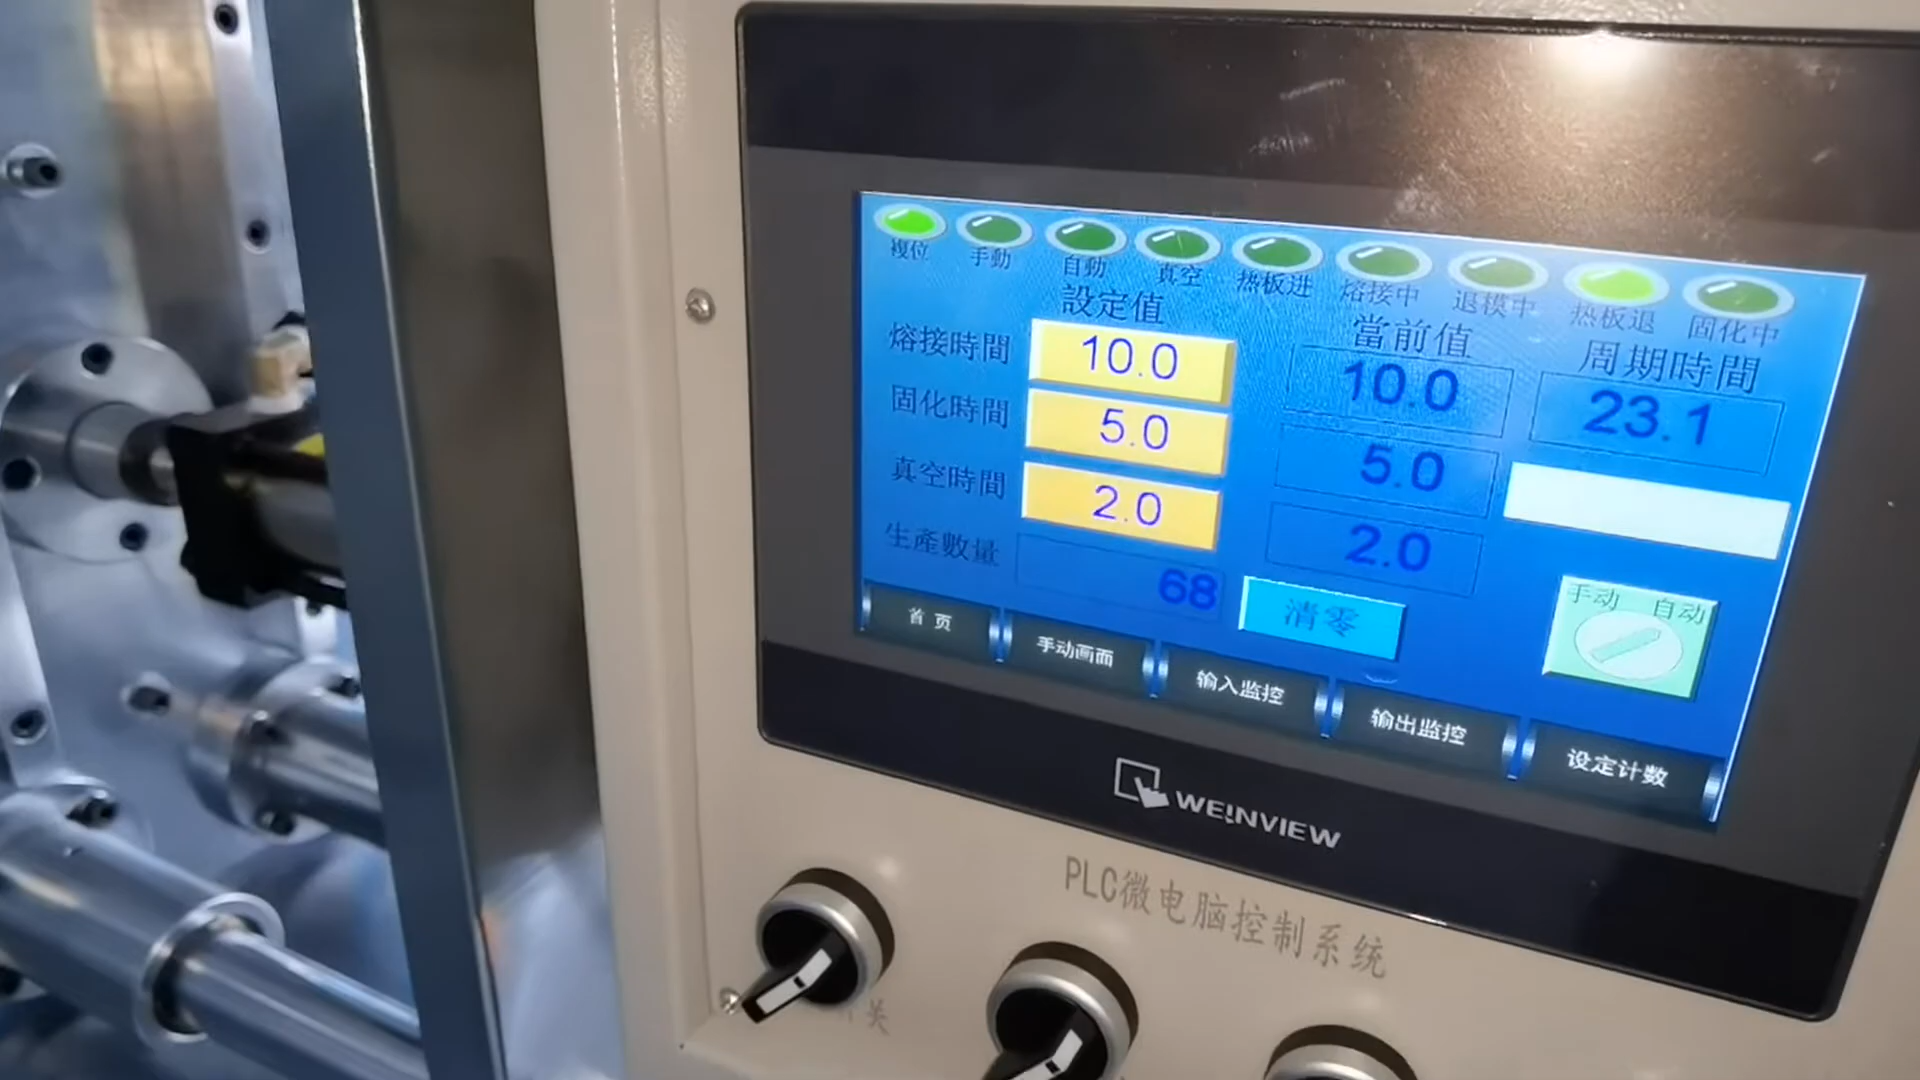 複位 手動 自動 真空 热板进 熔接中 退模中 热板退 固化中
設定值 當前值 周期時間
熔接時間 10.0 10.0 23.1
固化時間 5.0 5.0
真空時間 2.0 2.0
生產數量 68 清零
手动 自动
首页 手动画面 输入监控 输出监控 设定计数
WEINVIEW
PLC微电脑控制系统
关